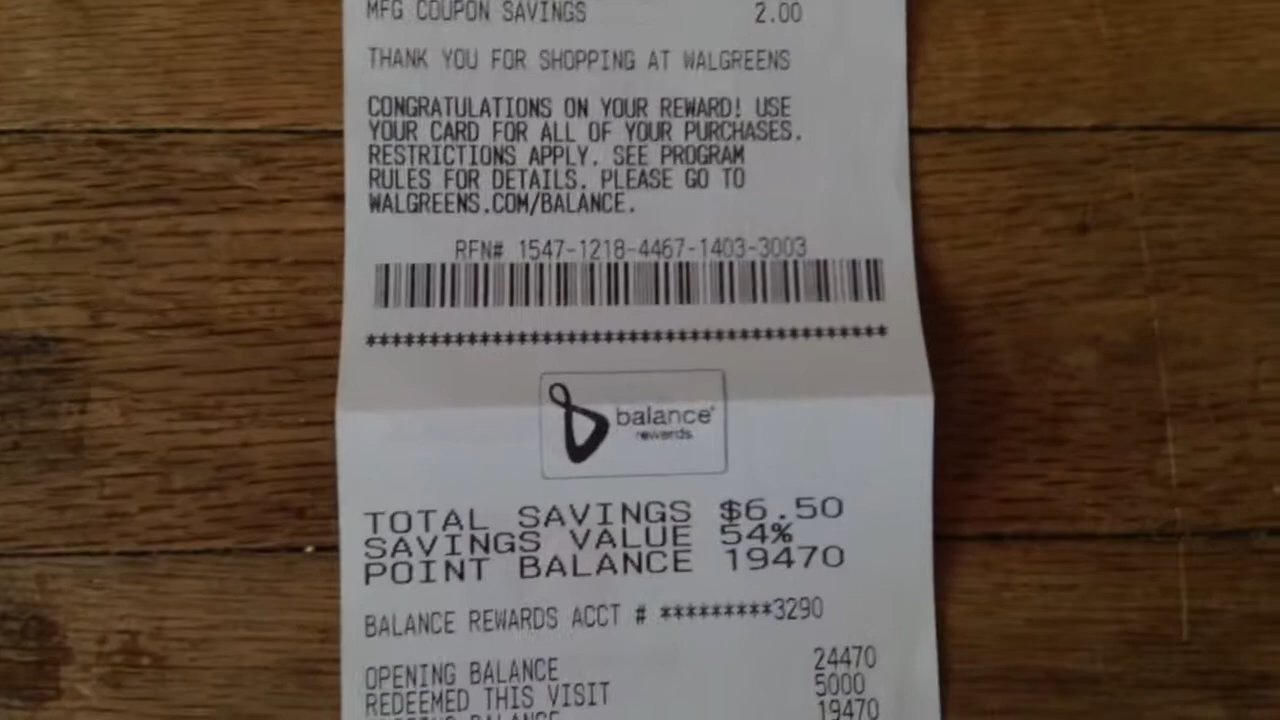 MFG COUPON SAVINGS 2.00
THANK YOU FOR SHOPPING AT WALGREENS
CONGRATULATIONS ON YOUR REWARD! USE
YOUR CARD FOR ALL OF YOUR PURCHASES.
RESTRICTIONS APPLY. SEE PROGRAM
RULES FOR DETAILS. PLEASE GO TO
WALGREENS.COM/BALANCE.
RFN# 1547-1218-4467-1403-3003
*****************************************
balance®
rewards
TOTAL SAVINGS $6.50
SAVINGS VALUE 54%
POINT BALANCE 19470
BALANCE REWARDS ACCT # *********3290
OPENING BALANCE 24470
REDEEMED THIS VISIT 5000
BALANCE 19470